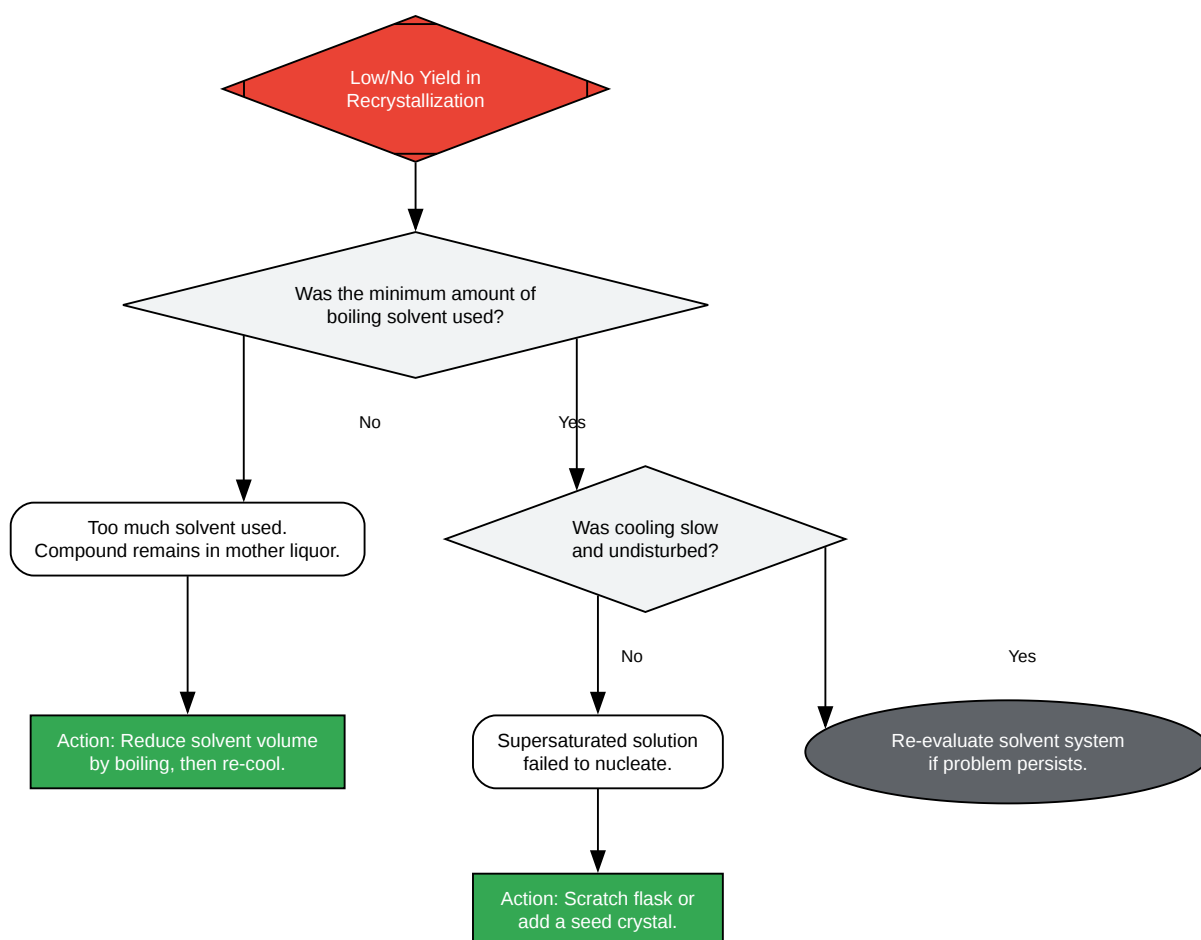 Low/No Yield in
Recrystallization
Was the minimum amount of
boiling solvent used?
No
Yes
Too much solvent used.
Compound remains in mother liquor.
Was cooling slow
and undisturbed?
No
Yes
Action: Reduce solvent volume
by boiling, then re-cool.
Supersaturated solution
failed to nucleate.
Re-evaluate solvent system
if problem persists.
Action: Scratch flask or
add a seed crystal.